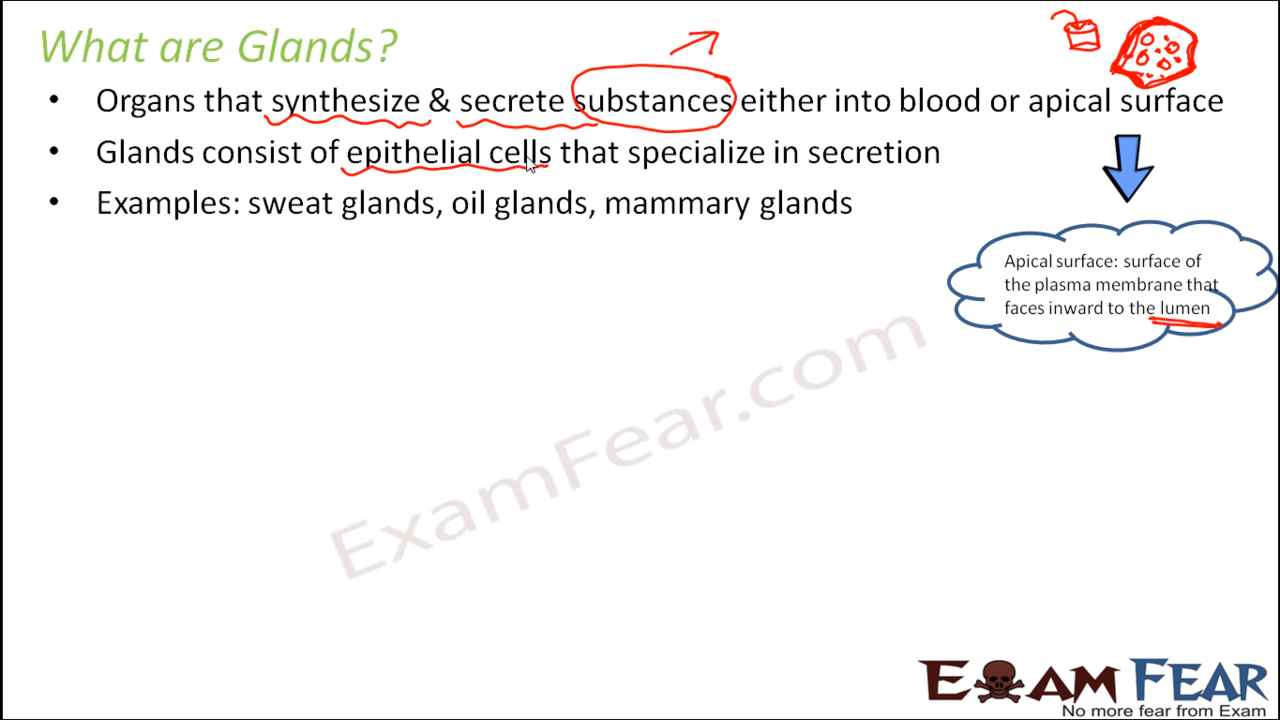 What are Glands?
• Organs that synthesize & secrete substances either into blood or apical surface
• Glands consist of epithelial cells that specialize in secretion
• Examples: sweat glands, oil glands, mammary glands
Apical surface: surface of
the plasma membrane that
faces inward to the lumen
ExamFear.com
EXAM FEAR
No more fear from Exam